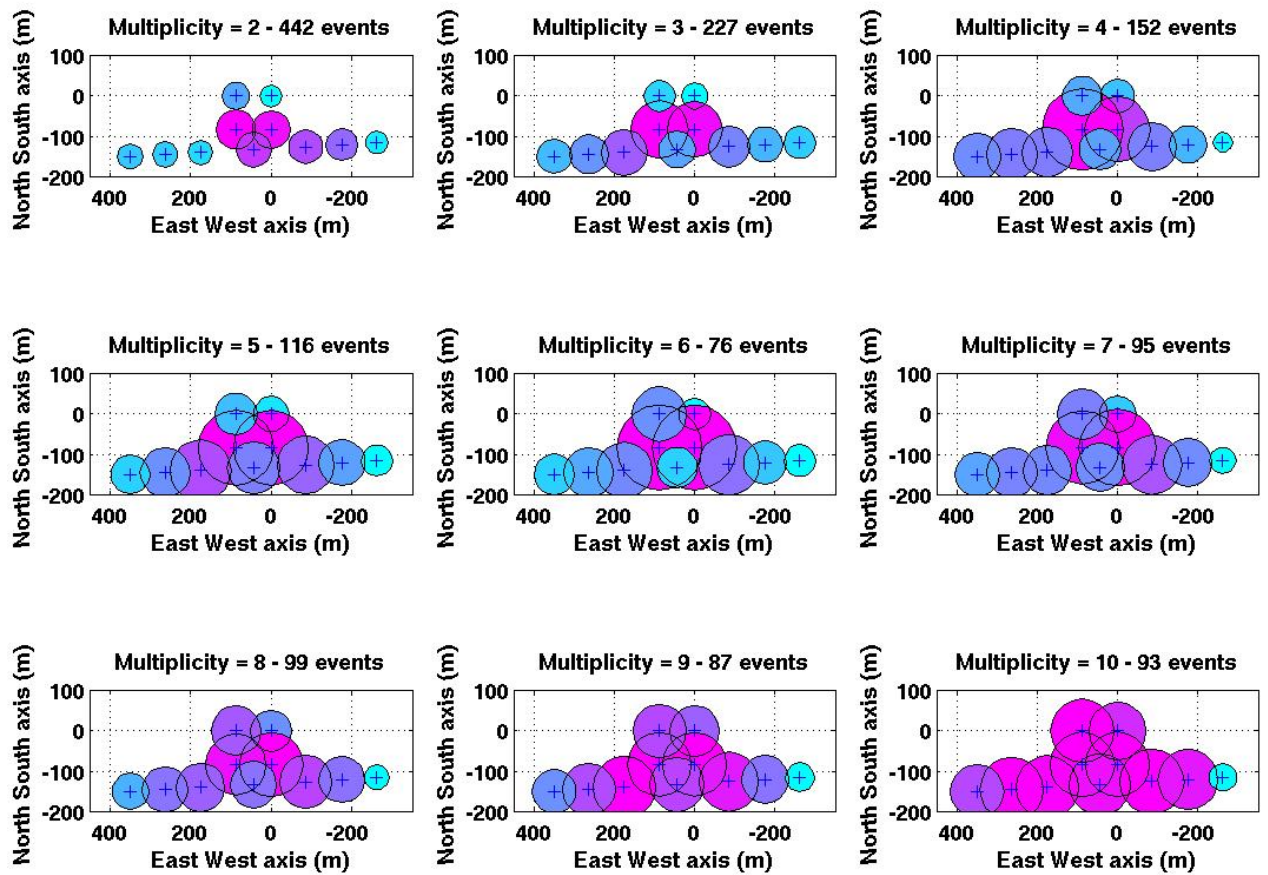 Multiplicity = 2 - 442 events
North South axis (m)
100
0
-100
-200
400 200 0 -200
East West axis (m)
Multiplicity = 3 - 227 events
North South axis (m)
100
0
-100
-200
400 200 0 -200
East West axis (m)
Multiplicity = 4 - 152 events
North South axis (m)
100
0
-100
-200
400 200 0 -200
East West axis (m)
Multiplicity = 5 - 116 events
North South axis (m)
100
0
-100
-200
400 200 0 -200
East West axis (m)
Multiplicity = 6 - 76 events
North South axis (m)
100
0
-100
-200
400 200 0 -200
East West axis (m)
Multiplicity = 7 - 95 events
North South axis (m)
100
0
-100
-200
400 200 0 -200
East West axis (m)
Multiplicity = 8 - 99 events
North South axis (m)
100
0
-100
-200
400 200 0 -200
East West axis (m)
Multiplicity = 9 - 87 events
North South axis (m)
100
0
-100
-200
400 200 0 -200
East West axis (m)
Multiplicity = 10 - 93 events
North South axis (m)
100
0
-100
-200
400 200 0 -200
East West axis (m)